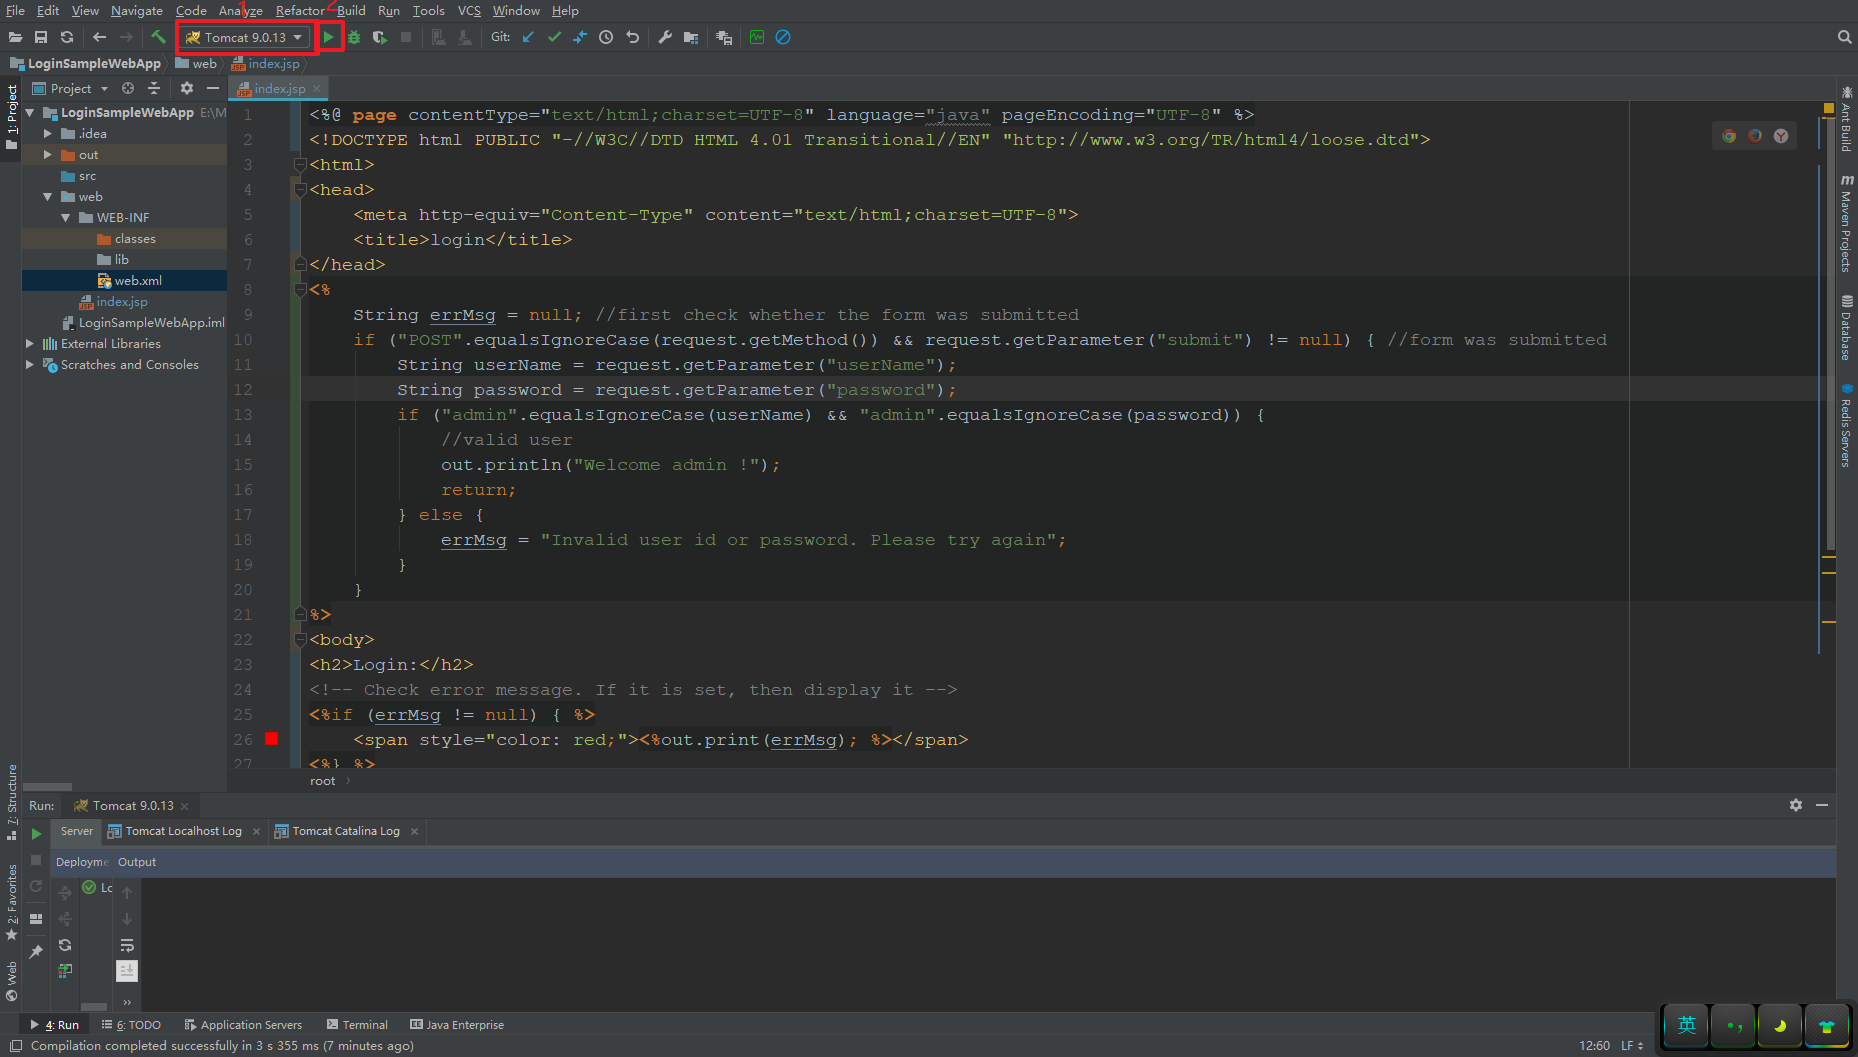 File Edit View Navigate Code Analyze Refactor Build Run Tools VCS Window Help
1 2
Tomcat 9.0.13 Git:
LoginSampleWebApp web index.jsp
Project
index.jsp
1: Project
LoginSampleWebApp E:\M
.idea
out
src
web
WEB-INF
classes
lib
web.xml
index.jsp
LoginSampleWebApp.iml
External Libraries
Scratches and Consoles
1 <%@ page contentType="text/html;charset=UTF-8" language="java" pageEncoding="UTF-8" %>
2 <!DOCTYPE html PUBLIC "-//W3C//DTD HTML 4.01 Transitional//EN" "http://www.w3.org/TR/html4/loose.dtd">
3 <html>
4 <head>
5 <meta http-equiv="Content-Type" content="text/html;charset=UTF-8">
6 <title>login</title>
7 </head>
8 <%
9 String errMsg = null; //first check whether the form was submitted
10 if ("POST".equalsIgnoreCase(request.getMethod()) && request.getParameter("submit") != null) { //form was submitted
11 String userName = request.getParameter("userName");
12 String password = request.getParameter("password");
13 if ("admin".equalsIgnoreCase(userName) && "admin".equalsIgnoreCase(password)) {
14 //valid user
15 out.println("Welcome admin !");
16 return;
17 } else {
18 errMsg = "Invalid user id or password. Please try again";
19 }
20 }
21 %>
22 <body>
23 <h2>Login:</h2>
24 <!-- Check error message. If it is set, then display it -->
25 <%if (errMsg != null) { %>
26 <span style="color: red;"><%out.print(errMsg); %></span>
27 <%} %>
root
Ant Build
Maven Projects
Database
Redis Servers
7: Structure
2: Favorites
Web
Run: Tomcat 9.0.13
Server Tomcat Localhost Log Tomcat Catalina Log
Deployme Output
Lo
4: Run 6: TODO Application Servers Terminal Java Enterprise
Compilation completed successfully in 3 s 355 ms (7 minutes ago) 12:60 LF
英